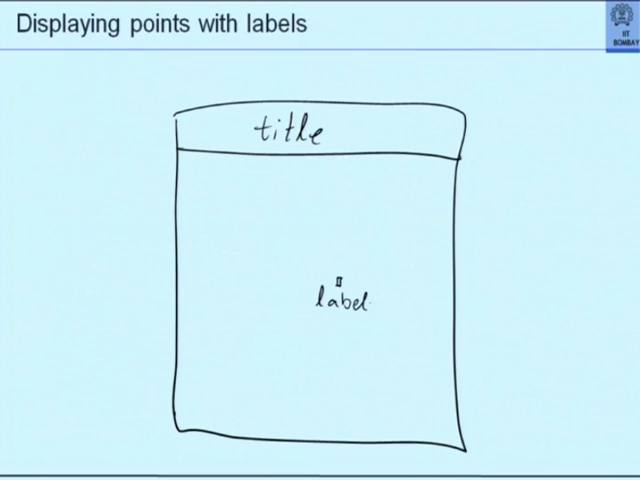 Displaying points with labels
IIT
BOMBAY
title
label